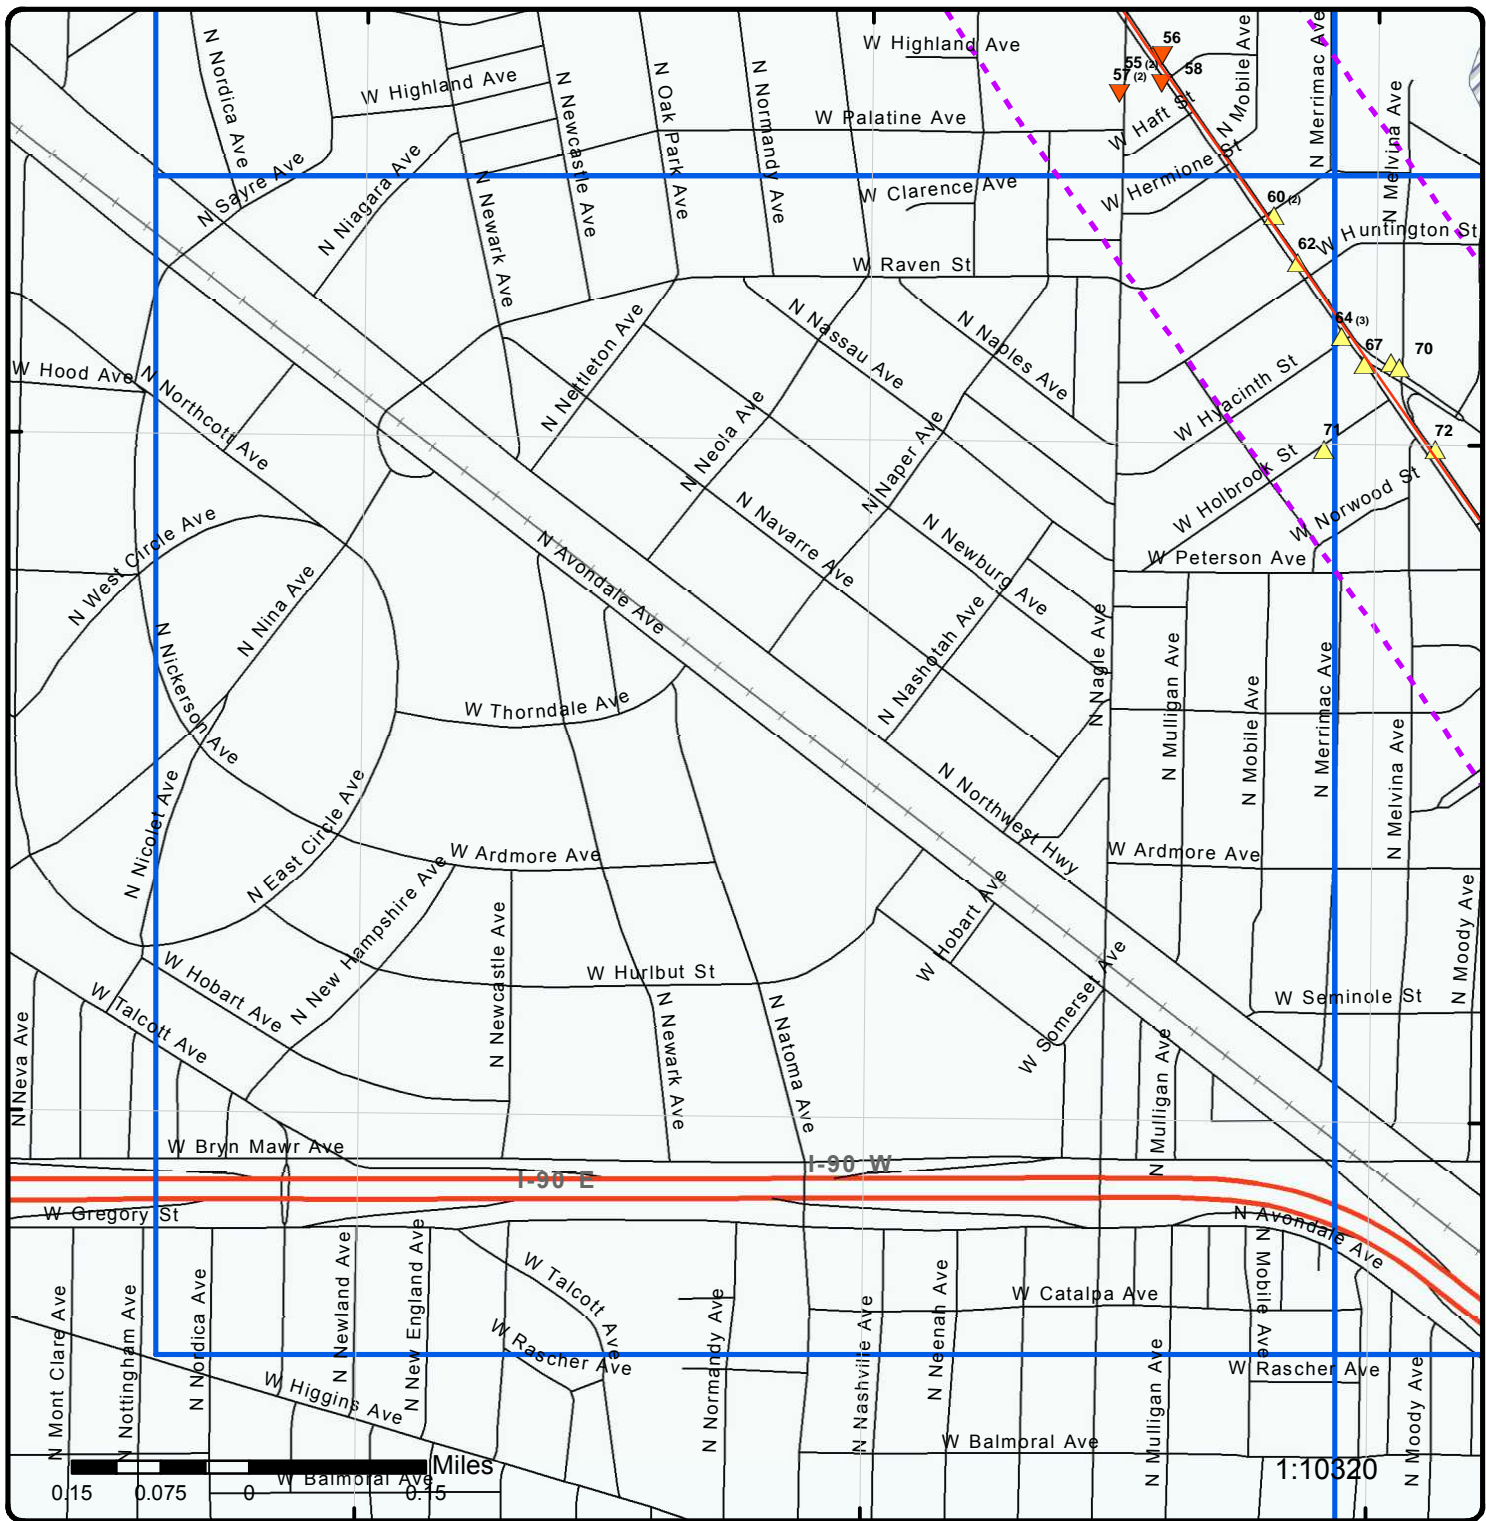 W Highland Ave
56
55 (2)
58
57 (2)
N Mobile Ave
N Merrimac Ave
N Nordica Ave
W Highland Ave
N Newcastle Ave
N Oak Park Ave
N Normandy Ave
W Palatine Ave
W Haft St
N Melvina Ave
N Sayre Ave
N Niagara Ave
N Newark Ave
W Clarence Ave
W Hermione St
60 (2)
62
W Huntington St
W Raven St
64 (3)
67
70
N Nettleton Ave
N Nassau Ave
N Naples Ave
W Hood Ave
N Northcott Ave
N Neola Ave
N Naper Ave
W Hyacinth St
71
72
W Holbrook St
W Norwood St
N West Circle Ave
N Avondale Ave
N Navarre Ave
N Newburg Ave
W Peterson Ave
N Nina Ave
N Nickerson Ave
W Thorndale Ave
N Nashotah Ave
N Nagle Ave
N Mulligan Ave
N Mobile Ave
N Merrimac Ave
N Melvina Ave
N Nicolet Ave
N East Circle Ave
N Northwest Hwy
W Ardmore Ave
W Ardmore Ave
N New Hampshire Ave
N Newcastle Ave
W Hobart Ave
W Hobart Ave
W Hurlbut St
W Somerset Ave
W Seminole St
N Moody Ave
W Talcott Ave
N Neva Ave
N Newark Ave
N Natoma Ave
N Mulligan Ave
W Bryn Mawr Ave
I-90 W
I-90 E
W Gregory St
N Avondale Ave
N Mont Clare Ave
N Nottingham Ave
N Nordica Ave
N Newland Ave
N New England Ave
W Talcott Ave
W Rascher Ave
N Normandy Ave
N Nashville Ave
N Neenah Ave
W Catalpa Ave
N Mulligan Ave
N Mobile Ave
W Rascher Ave
N Moody Ave
W Higgins Ave
W Balmoral Ave
W Balmoral Ave
Miles
0.15 0.075 0 0.15
1:10320